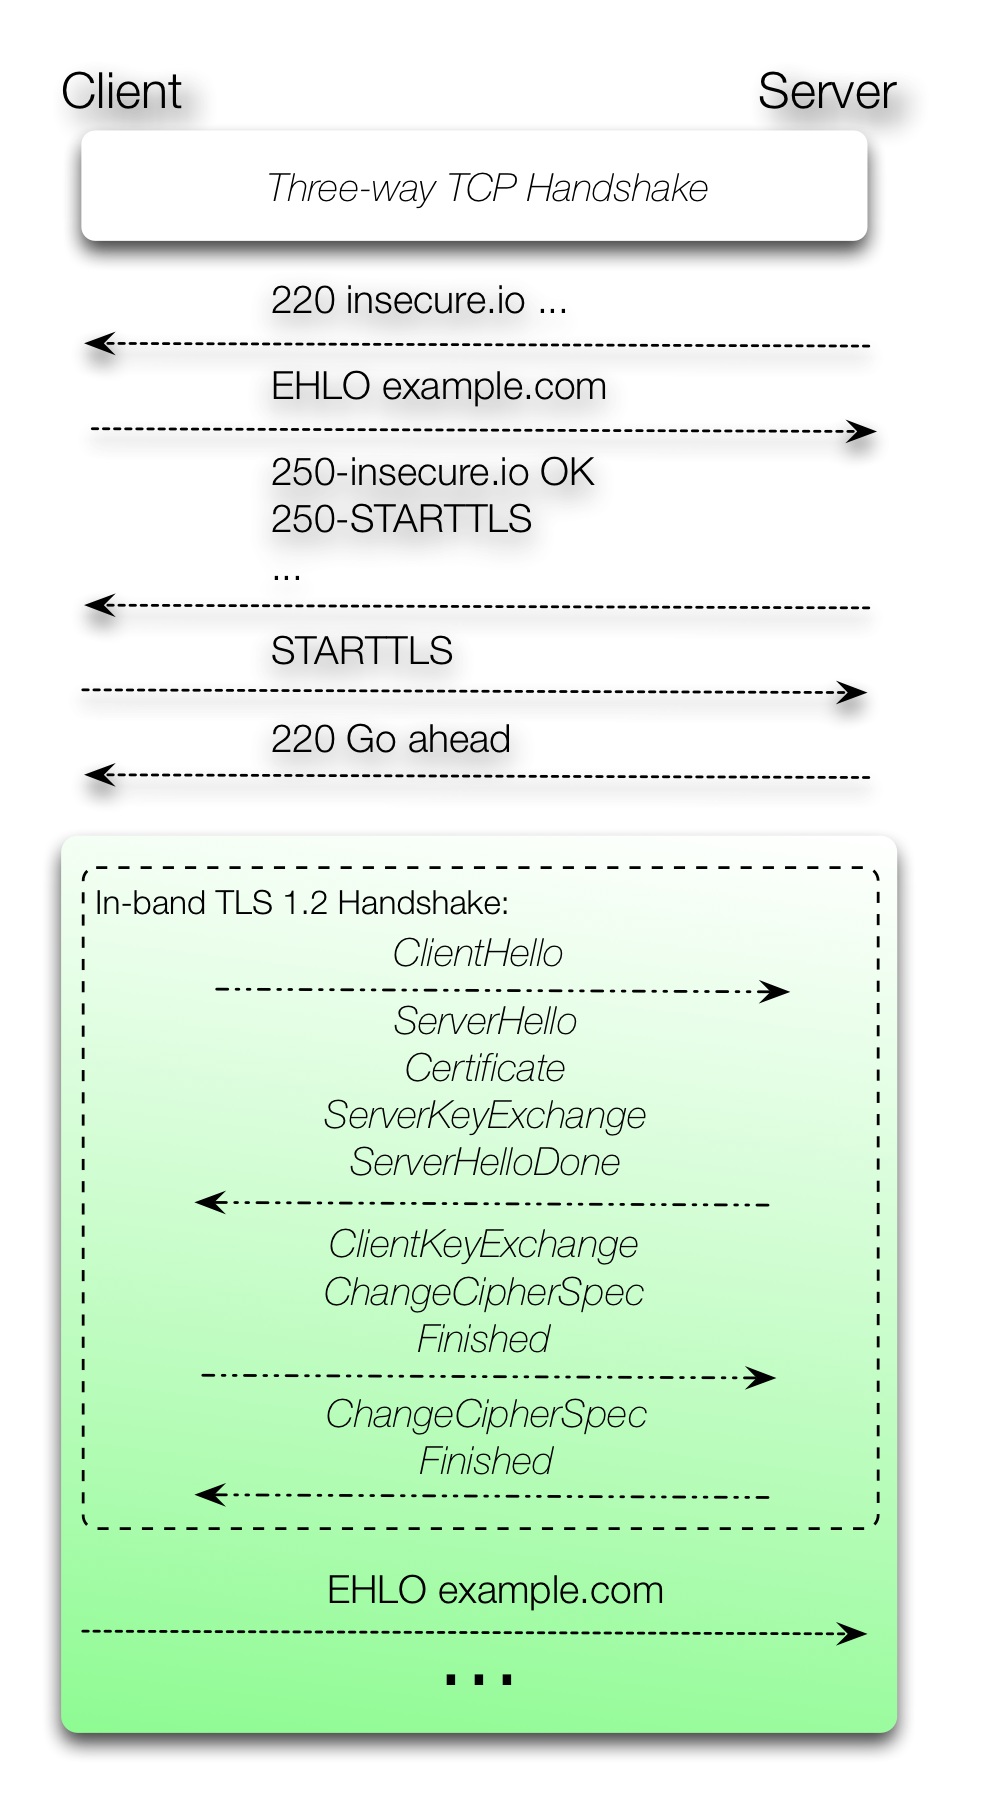 Client
Server
Three-way TCP Handshake
220 insecure.io ...
EHLO example.com
250-insecure.io OK
250-STARTTLS
...
STARTTLS
220 Go ahead
In-band TLS 1.2 Handshake:
ClientHello
ServerHello
Certificate
ServerKeyExchange
ServerHelloDone
ClientKeyExchange
ChangeCipherSpec
Finished
ChangeCipherSpec
Finished
EHLO example.com
...